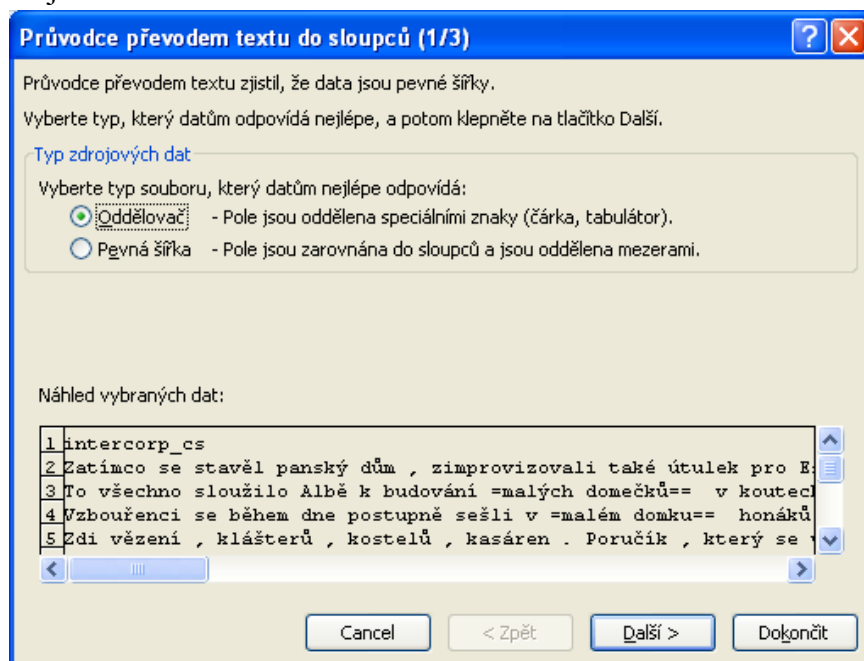 Průvodce převodem textu do sloupců (1/3)
Průvodce převodem textu zjistil, že data jsou pevné šířky.
Vyberte typ, který datům odpovídá nejlépe, a potom klepněte na tlačítko Další.
Typ zdrojových dat
Vyberte typ souboru, který datům nejlépe odpovídá:
Oddělovač - Pole jsou oddělena speciálními znaky (čárka, tabulátor).
Pevná šířka - Pole jsou zarovnána do sloupců a jsou oddělena mezerami.
Náhled vybraných dat:
1 intercorp_cs
2 Zatímco se stavěl panský dům , zimprovizovali také útulek pro
3 To všechno sloužilo Albě k budování =malých domečků== v koutech
4 Vzbouřenci se během dne postupně sešli v =malém domku== honáků
5 Zdi vězení , klášterů , kostelů , kasáren . Poručík , který se
Cancel < Zpět Další > Dokončit